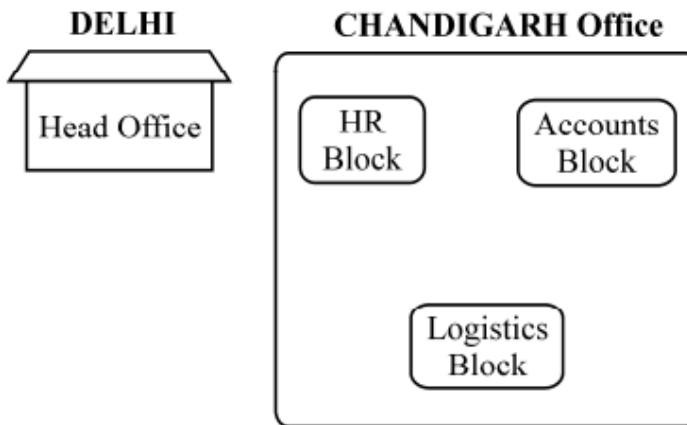 DELHI
CHANDIGARH Office
Head Office
HR
Block
Accounts
Block
Logistics
Block